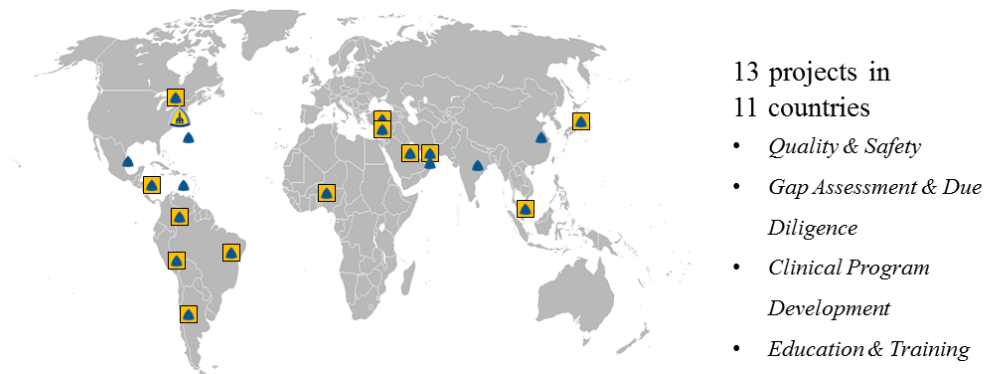 13 projects in
11 countries
• Quality & Safety
• Gap Assessment & Due
Diligence
• Clinical Program
Development
• Education & Training